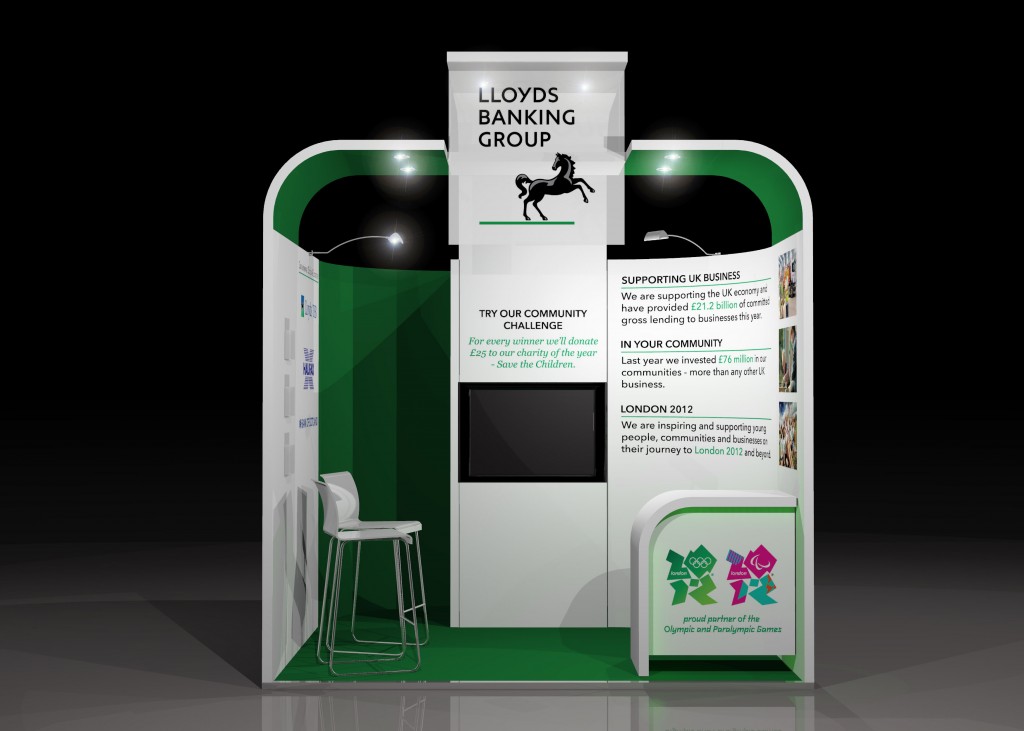 LLOYDS
BANKING
GROUP
TRY OUR COMMUNITY
CHALLENGE
For every winner we'll donate
£25 to our charity of the year
- Save the Children.
SUPPORTING UK BUSINESS
We are supporting the UK economy and
have provided £21.2 billion of committed
gross lending to businesses this year.
IN YOUR COMMUNITY
Last year we invested £76 million in our
communities - more than any other UK
business.
LONDON 2012
We are inspiring and supporting young
people, communities and businesses on
their journey to London 2012 and beyond.
HALIFAX
london
london
proud partner of the
Olympic and Paralympic Games